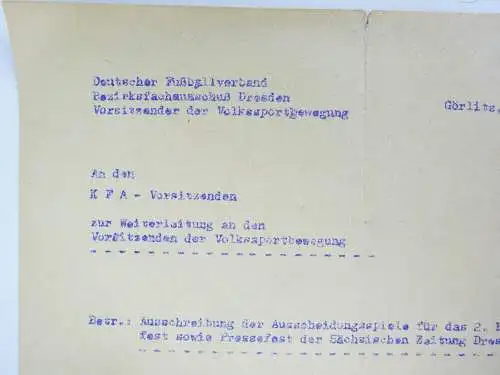 Deutscher Fußballverband
Bezirksfachausschuß Dresden
Vorsitzender der Volkssportbewegung
Görlitz,
An den
K F A - Vorsitzenden
zur Weiterleitung an den
Vorsitzenden der Volkssportbewegung
- - - - - - - - - - - - - - - - - - - - -
Betr.: Ausschreibung der Ausscheidungsspiele für das 2.
fest sowie Pressefest der Sächsischen Zeitung Dres
- - - - - - - - - - - - - - - - - - - - - - - - - - -